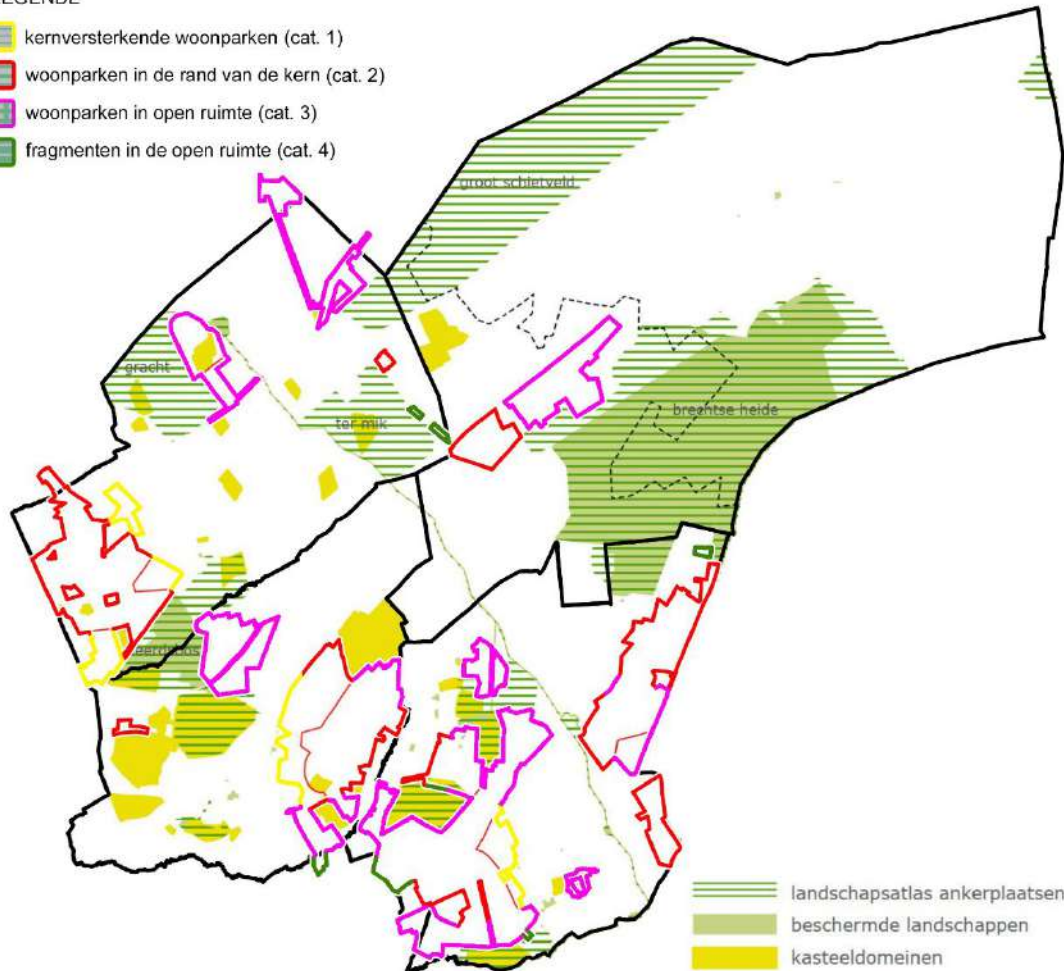 LEGENDE
kernversterkende woonparken (cat. 1)
woonparken in de rand van de kern (cat. 2)
woonparken in open ruimte (cat. 3)
fragmenten in de open ruimte (cat. 4)
groot schietveld
gracht
ter mik
brechtse heide
landschapsatlas ankerplaatsen
beschermde landschappen
kasteeldomeinen